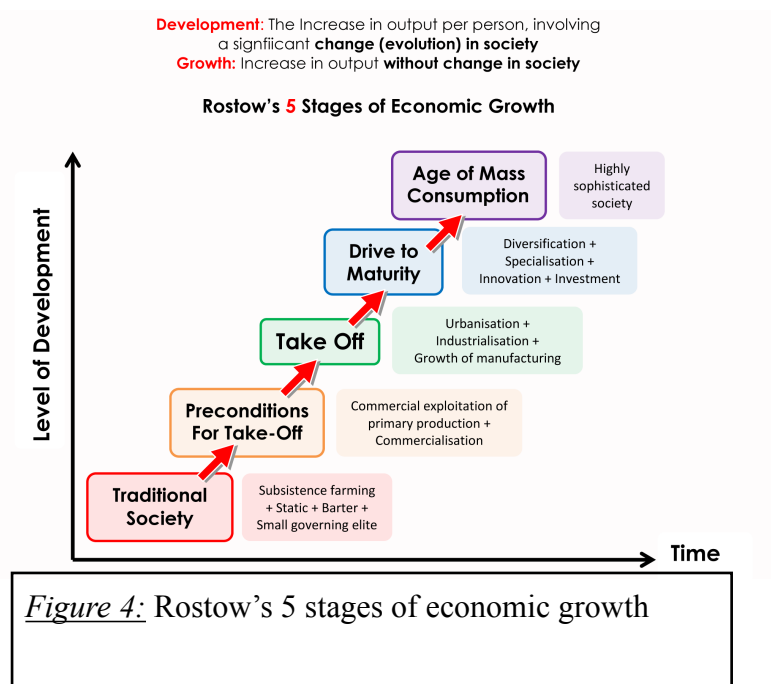 Development: The Increase in output per person, involving
a signfiicant change (evolution) in society
Growth: Increase in output without change in society
Rostow's 5 Stages of Economic Growth
Level of Development
Age of Mass
Consumption
Highly
sophisticated
society
Drive to
Maturity
Diversification +
Specialisation +
Innovation + Investment
Take Off
Urbanisation +
Industrialisation +
Growth of manufacturing
Preconditions
For Take-Off
Commercial exploitation of
primary production +
Commercialisation
Traditional
Society
Subsistence farming
+ Static + Barter +
Small governing elite
Time
Figure 4: Rostow's 5 stages of economic growth